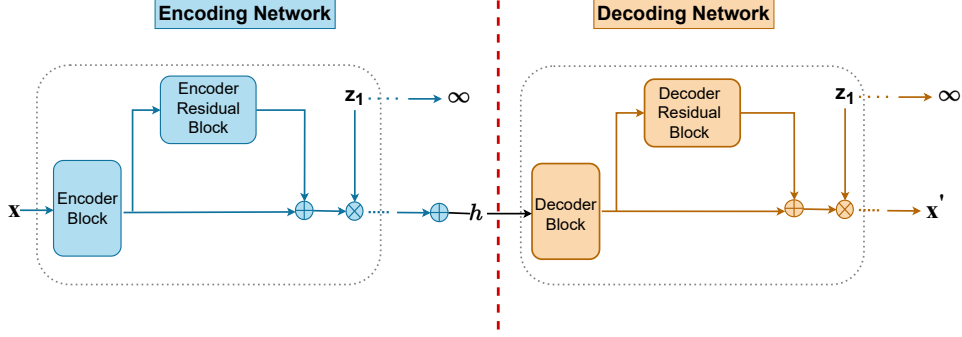 Encoding Network
Decoding Network
Encoder
Residual
Block
z₁
∞
Decoder
Residual
Block
z₁
∞
x
Encoder
Block
h
Decoder
Block
x'